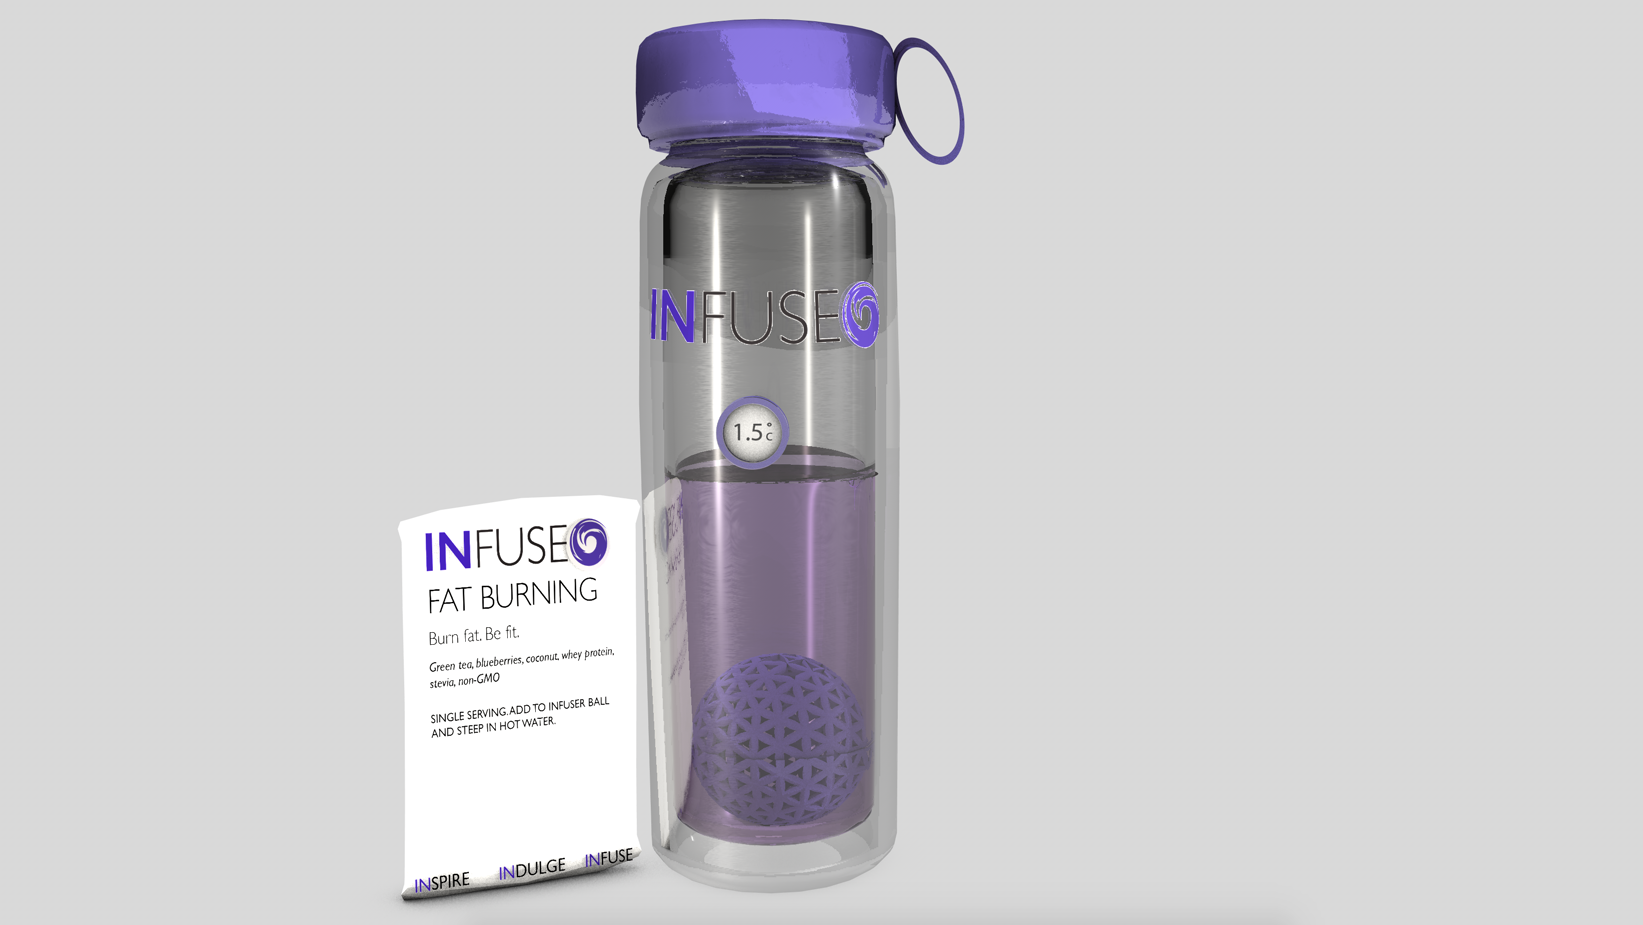 INFUSE
1.5°C
INFUSE
FAT BURNING
Burn fat. Be fit.
Green tea, blueberries, coconut, whey protein,
stevia, non-GMO
SINGLE SERVING. ADD TO INFUSER BALL
AND STEEP IN HOT WATER.
INSPIRE INDULGE INFUSE